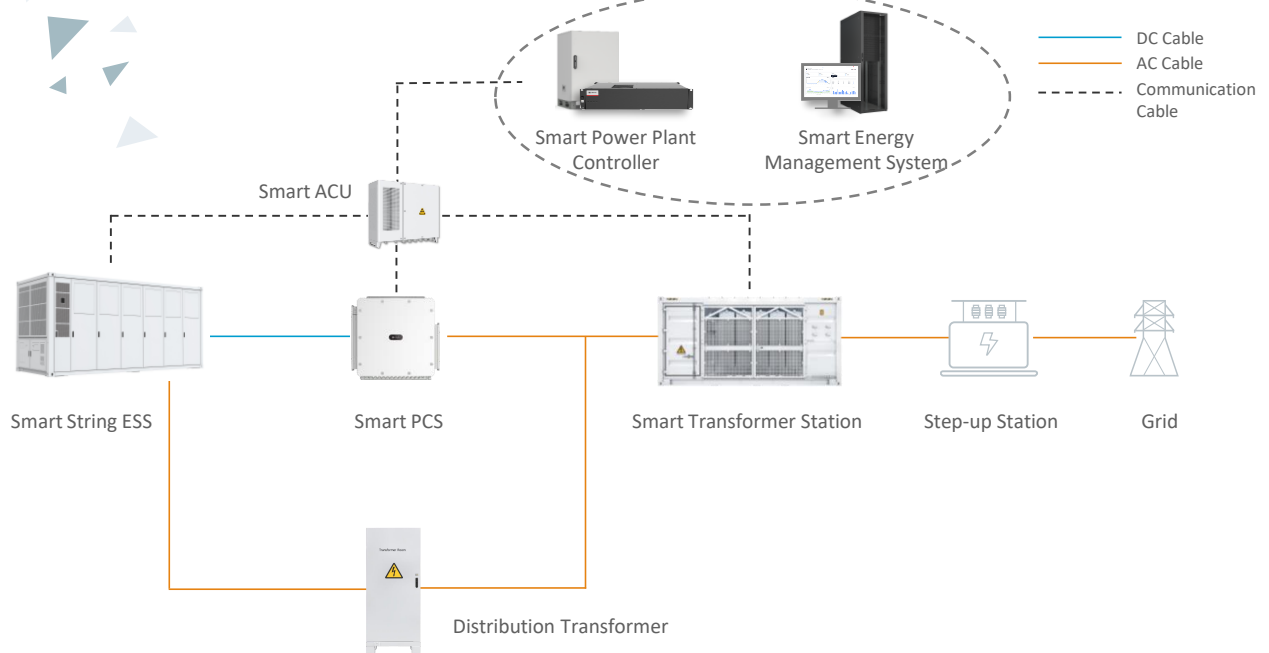 DC Cable
AC Cable
Communication
Cable
Smart Power Plant
Controller
Smart Energy
Management System
Smart ACU
Smart String ESS
Smart PCS
Smart Transformer Station
Step-up Station
Grid
Distribution Transformer